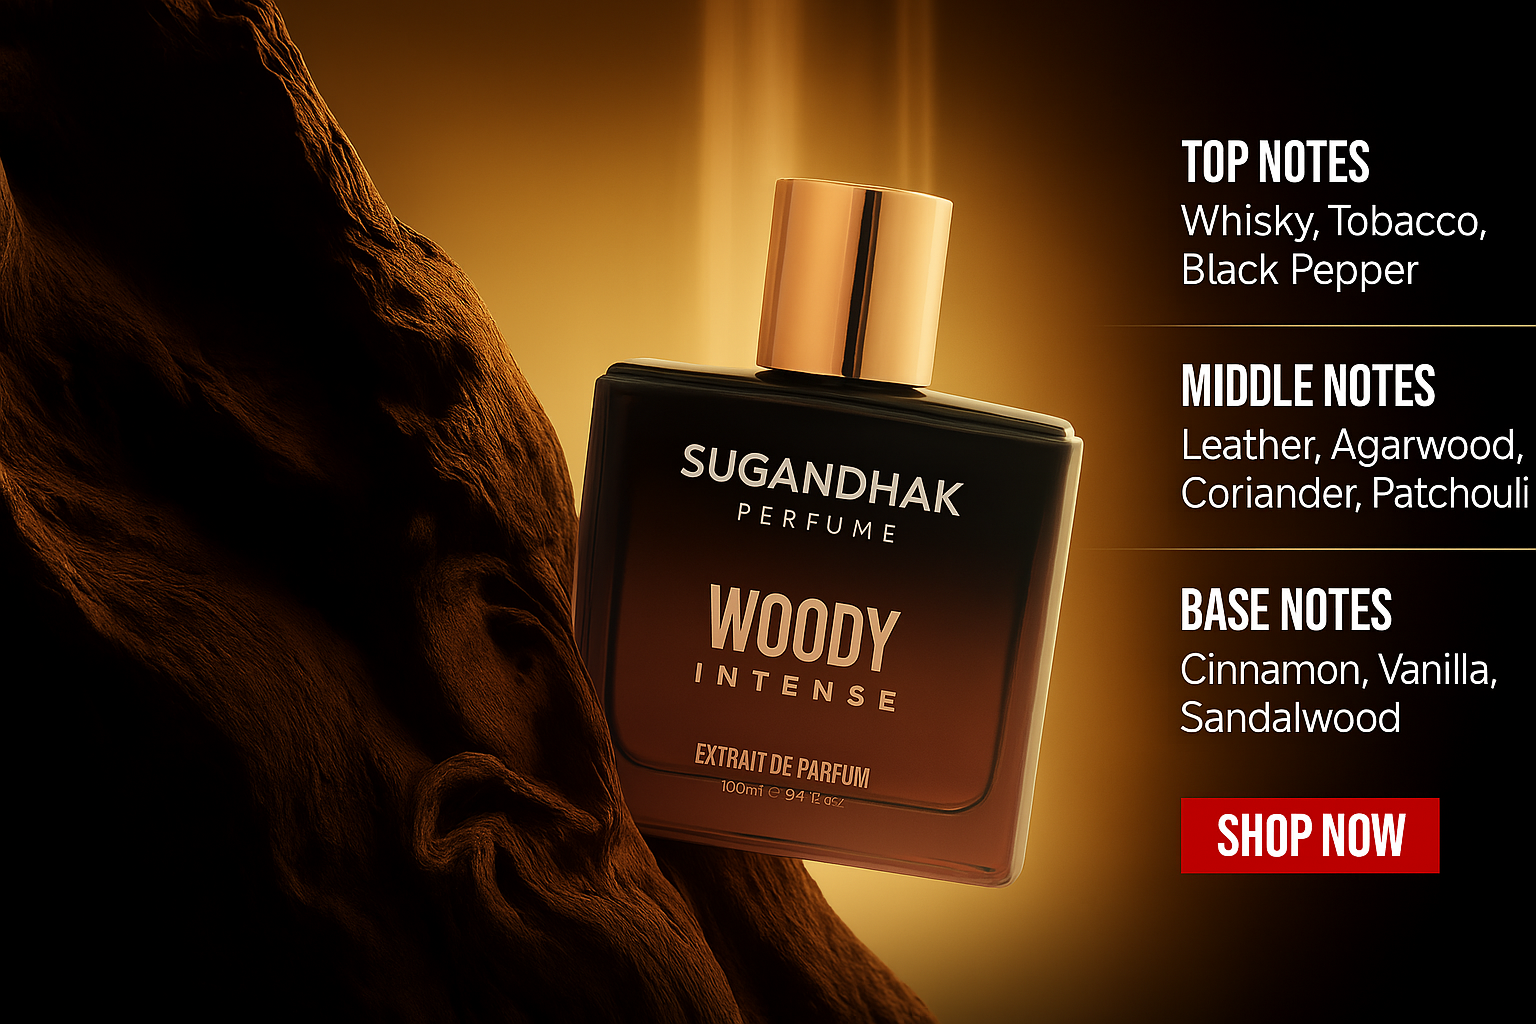 SUGANDHAK
PERFUME
WOODY
INTENSE
EXTRAIT DE PARFUM
100ml
TOP NOTES
Whisky, Tobacco,
Black Pepper
MIDDLE NOTES
Leather, Agarwood,
Coriander, Patchouli
BASE NOTES
Cinnamon, Vanilla,
Sandalwood
SHOP NOW